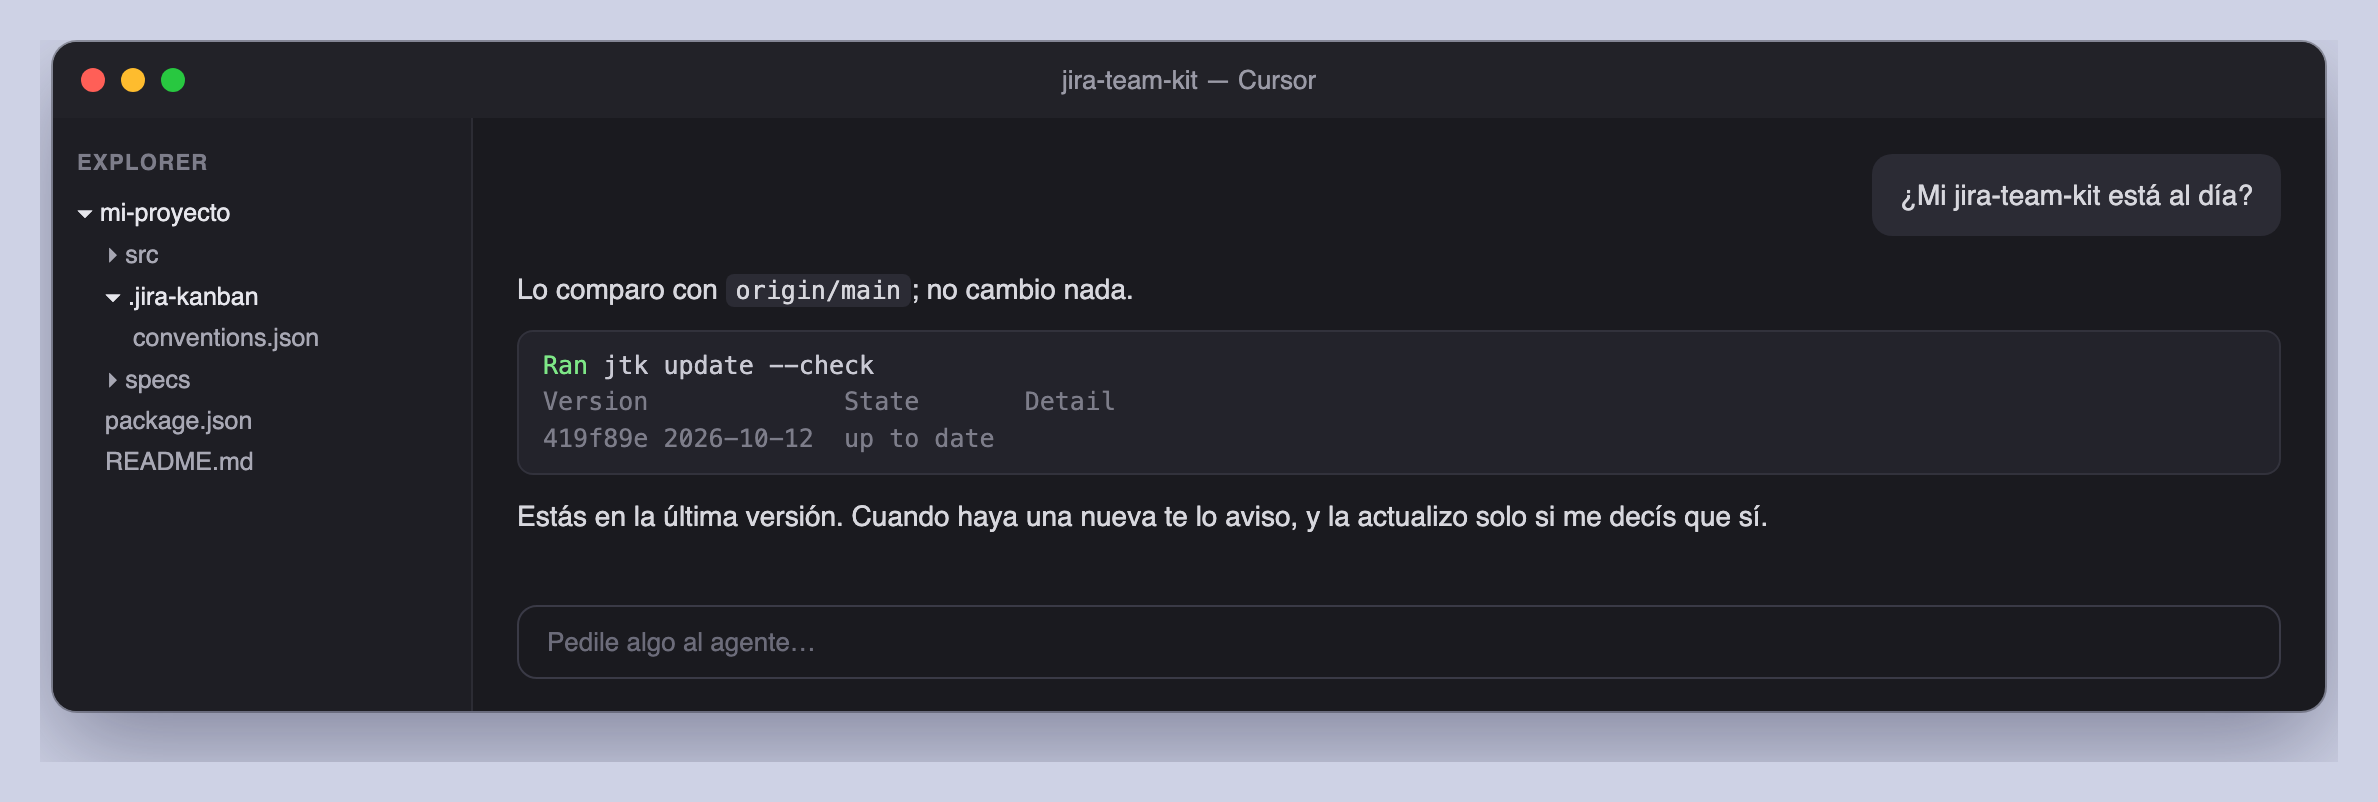 jira-team-kit — Cursor
EXPLORER
mi-proyecto
src
.jira-kanban
conventions.json
specs
package.json
README.md
¿Mi jira-team-kit está al día?
Lo comparo con origin/main; no cambio nada.
Ran jtk update --check
Version State Detail
419f89e 2026-10-12 up to date
Estás en la última versión. Cuando haya una nueva te lo aviso, y la actualizo solo si me decís que sí.
Pedile algo al agente…